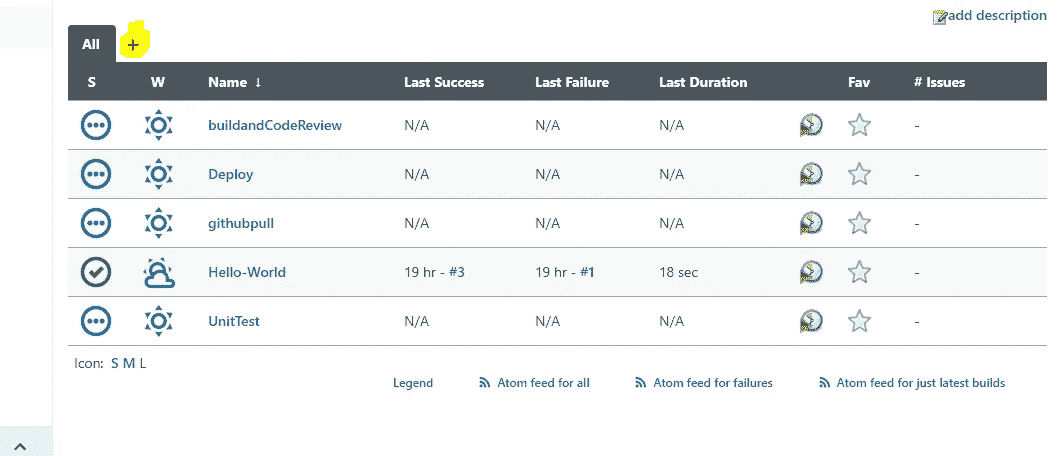 add description
All +
S W Name ↓ Last Success Last Failure Last Duration Fav # Issues
buildandCodeReview N/A N/A N/A -
Deploy N/A N/A N/A -
githubpull N/A N/A N/A -
Hello-World 19 hr - #3 19 hr - #1 18 sec -
UnitTest N/A N/A N/A -
Icon: S M L
Legend Atom feed for all Atom feed for failures Atom feed for just latest builds